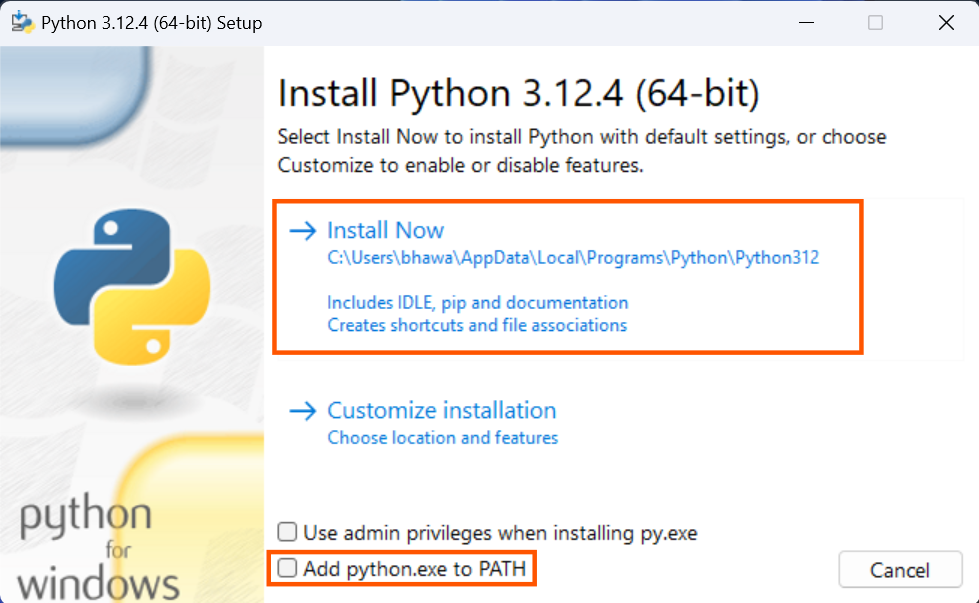 Python 3.12.4 (64-bit) Setup
Install Python 3.12.4 (64-bit)
Select Install Now to install Python with default settings, or choose
Customize to enable or disable features.
Install Now
C:\Users\bhawa\AppData\Local\Programs\Python\Python312
Includes IDLE, pip and documentation
Creates shortcuts and file associations
Customize installation
Choose location and features
Use admin privileges when installing py.exe
Add python.exe to PATH
Cancel
python
for
windows